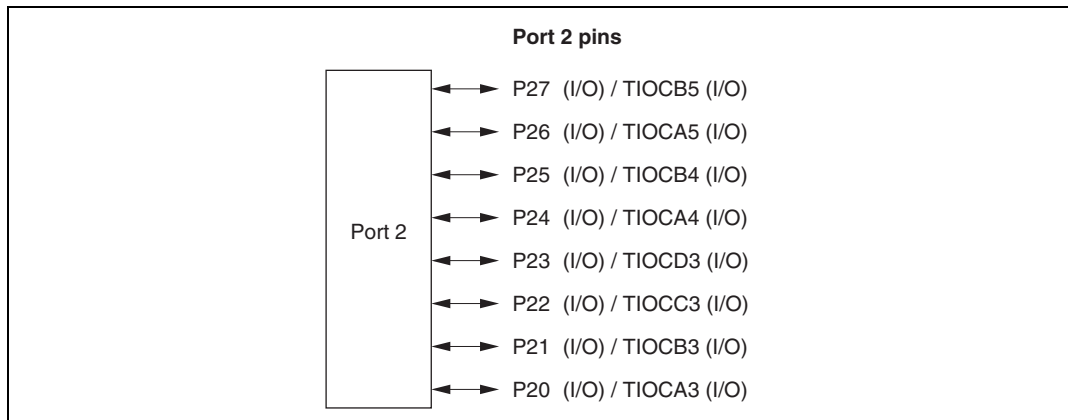 Port 2 pins
P27 (I/O) / TIOCB5 (I/O)
P26 (I/O) / TIOCA5 (I/O)
P25 (I/O) / TIOCB4 (I/O)
P24 (I/O) / TIOCA4 (I/O)
Port 2
P23 (I/O) / TIOCD3 (I/O)
P22 (I/O) / TIOCC3 (I/O)
P21 (I/O) / TIOCB3 (I/O)
P20 (I/O) / TIOCA3 (I/O)